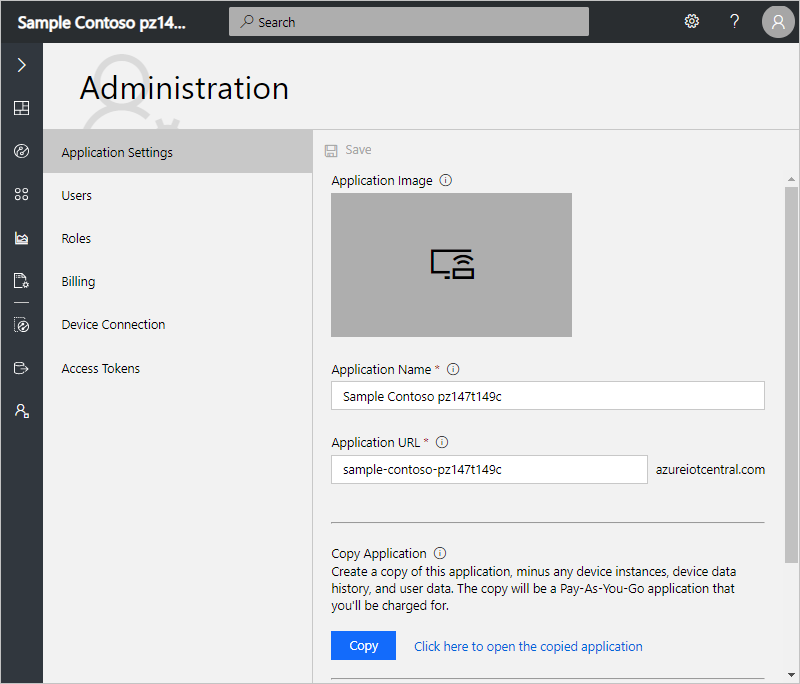 Sample Contoso pz14...
Search
?
Administration
Application Settings
Users
Roles
Billing
Device Connection
Access Tokens
Save
Application Image
Application Name *
Sample Contoso pz147t149c
Application URL *
sample-contoso-pz147t149c azureiotcentral.com
Copy Application
Create a copy of this application, minus any device instances, device data
history, and user data. The copy will be a Pay-As-You-Go application that
you'll be charged for.
Copy Click here to open the copied application